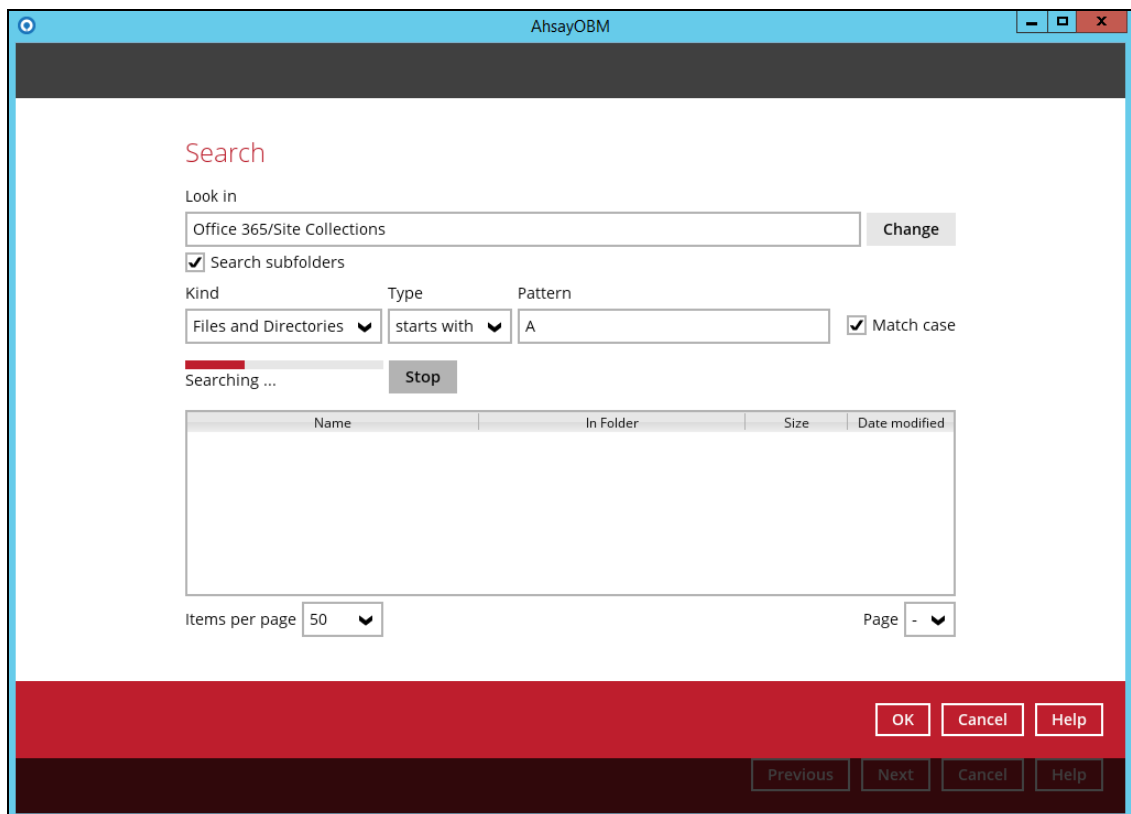 AhsayOBM
Search
Look in
Office 365/Site Collections Change
Search subfolders
Kind Type Pattern
Files and Directories starts with A Match case
Searching ... Stop
Name In Folder Size Date modified
Items per page 50 Page -
OK Cancel Help
Previous Next Cancel Help